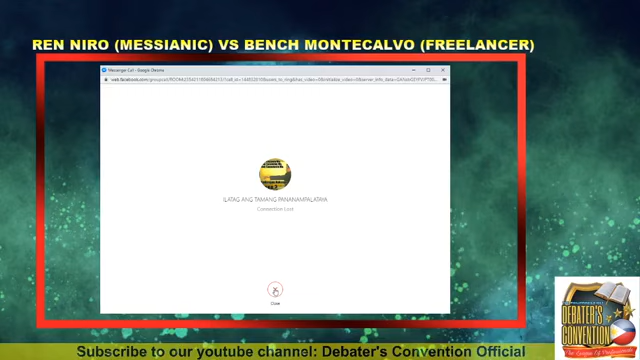 REN NIRO (MESSIANIC) VS BENCH MONTECALVO (FREELANCER)
Messenger Call - Google Chrome
ILATAG ANG TAMANG PANANAMPALATAYA
Connection Lost
Close
DEBATER'S
CONVENTION
Subscribe to our youtube channel: Debater's Convention Official